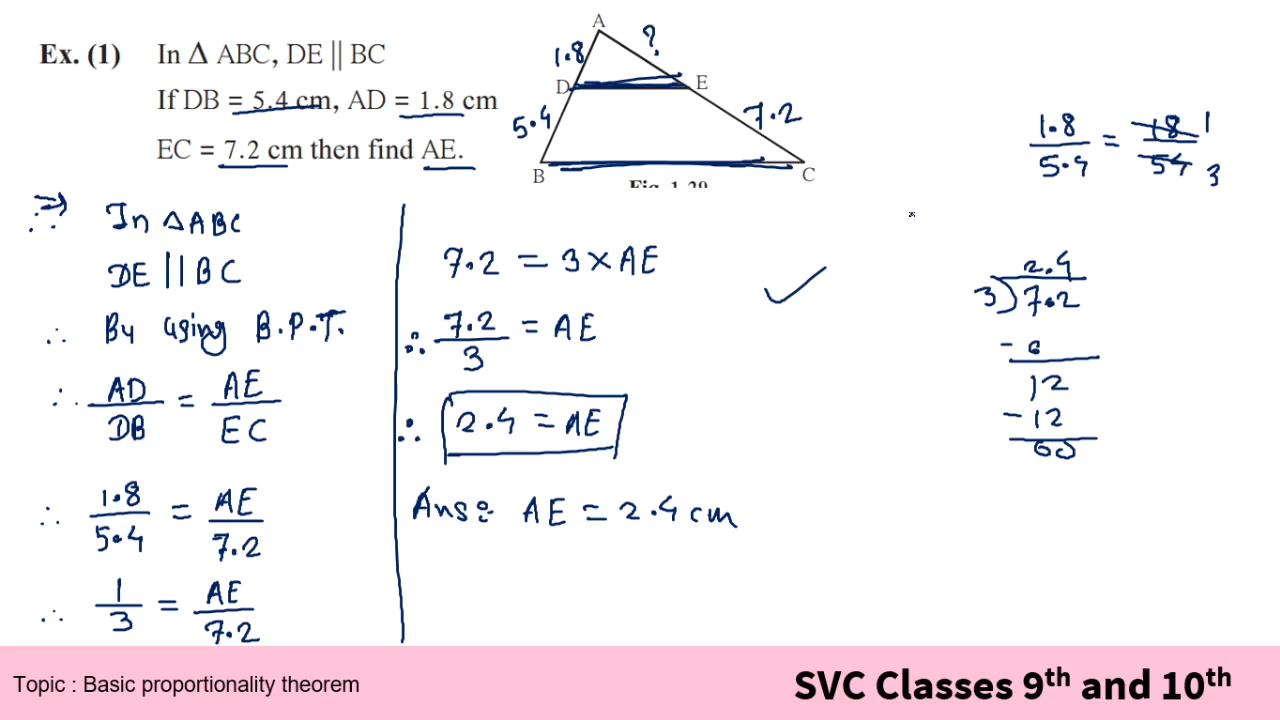 Ex. (1) In Δ ABC, DE || BC
If DB = 5.4 cm, AD = 1.8 cm
EC = 7.2 cm then find AE.
A
1.8
?
D
E
5.4
7.2
B
C
1.8/5.4 = 18/54 1/3
⇒ In △ABC
DE || BC
∴ By using B.P.T.
∴ AD/DB = AE/EC
∴ 1.8/5.4 = AE/7.2
∴ 1/3 = AE/7.2
7.2 = 3 × AE
∴ 7.2/3 = AE
∴ 2.4 = AE
Ans: AE = 2.4 cm
2.4
3) 7.2
- 6
12
- 12
00
Topic : Basic proportionality theorem
SVC Classes 9th and 10th